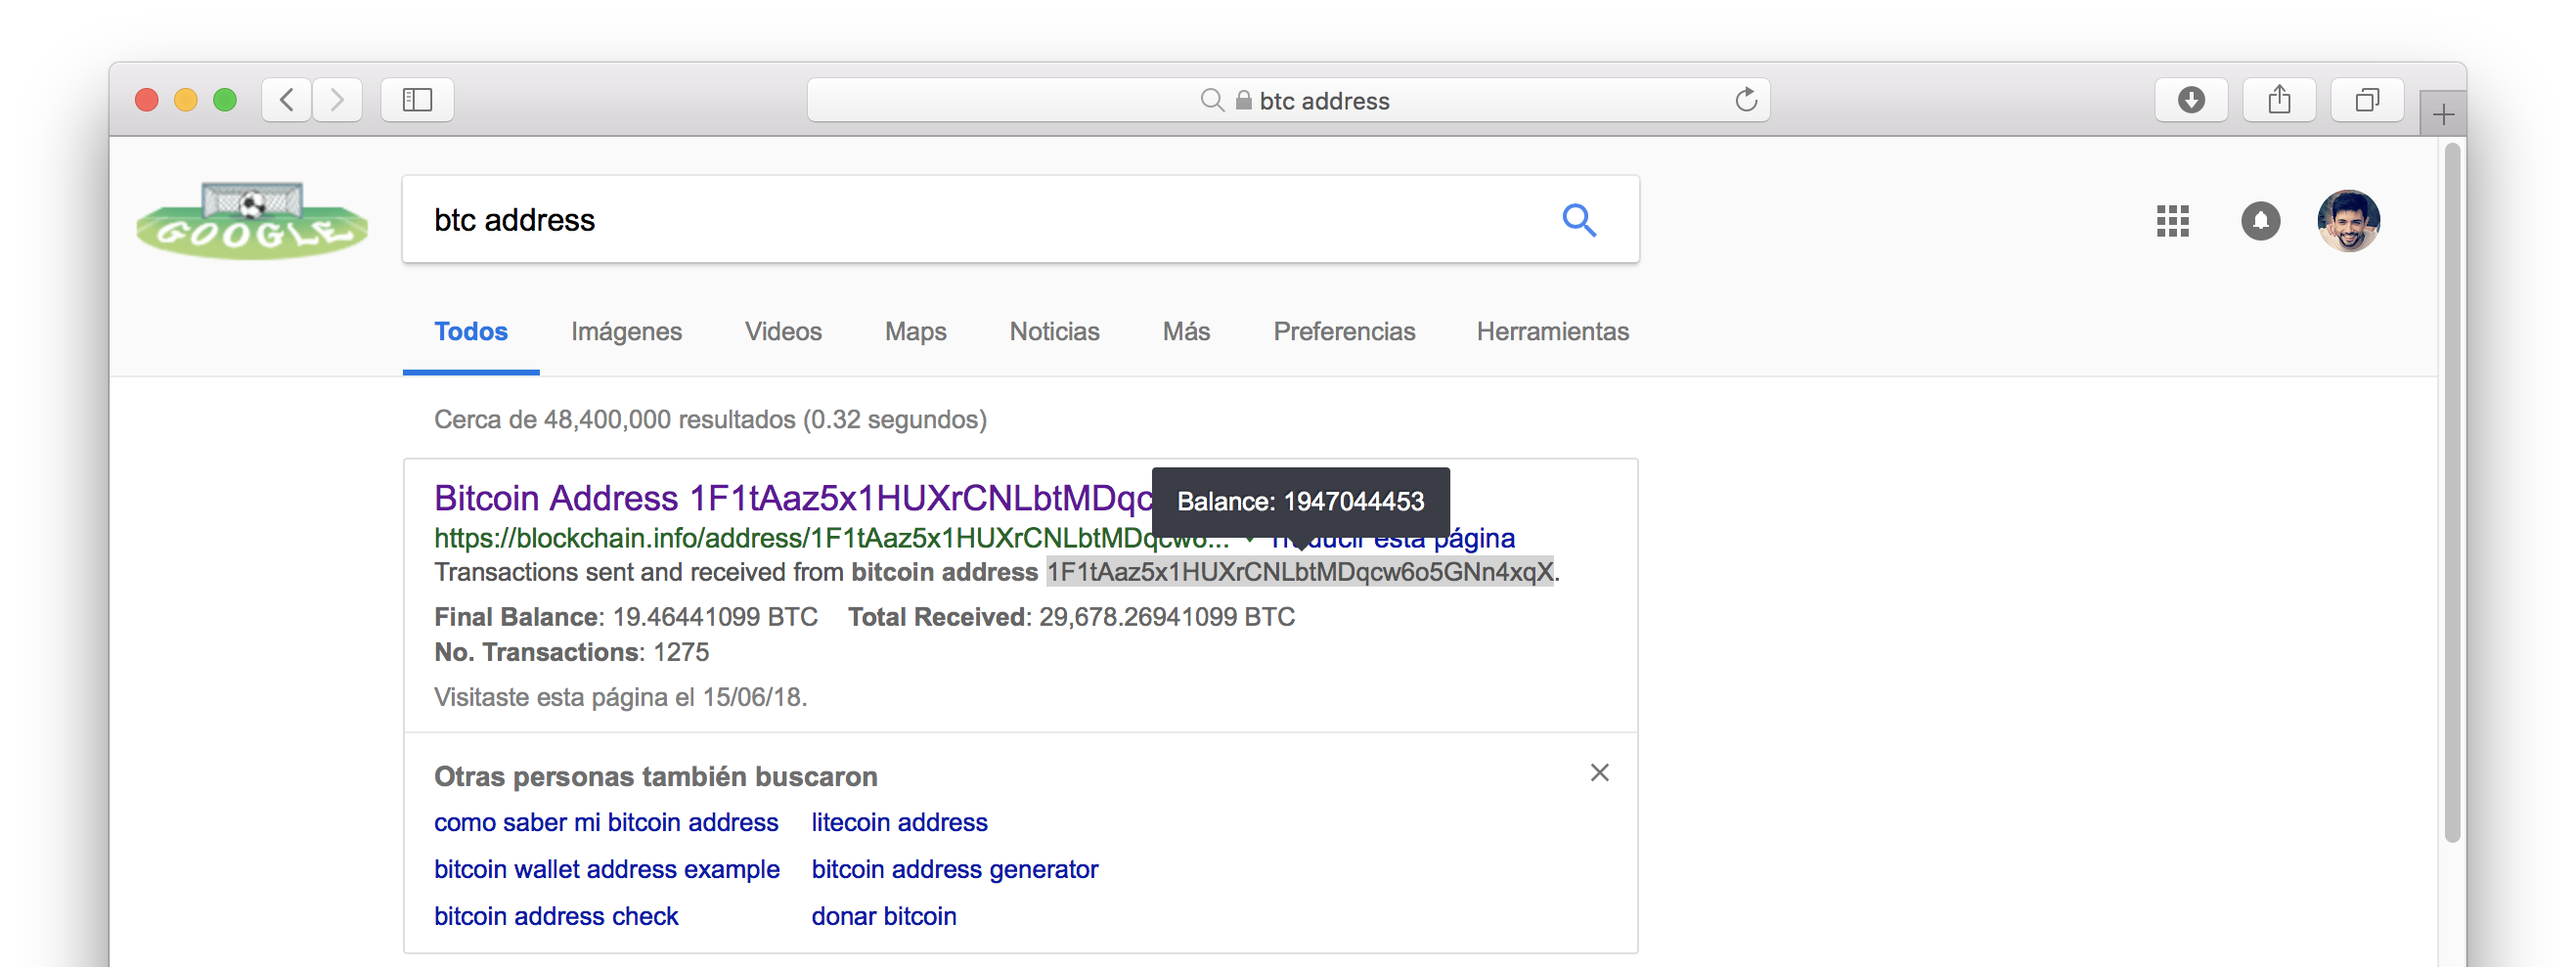 btc address
GOOGLE
btc address
Todos Imágenes Videos Maps Noticias Más Preferencias Herramientas
Cerca de 48,400,000 resultados (0.32 segundos)
Bitcoin Address 1F1tAaz5x1HUXrCNLbtMDqc
Balance: 1947044453
https://blockchain.info/address/1F1tAaz5x1HUXrCNLbtMDqcw6... Traducir esta página
Transactions sent and received from bitcoin address 1F1tAaz5x1HUXrCNLbtMDqcw6o5GNn4xqX.
Final Balance: 19.46441099 BTC Total Received: 29,678.26941099 BTC
No. Transactions: 1275
Visitaste esta página el 15/06/18.
Otras personas también buscaron
como saber mi bitcoin address litecoin address
bitcoin wallet address example bitcoin address generator
bitcoin address check donar bitcoin